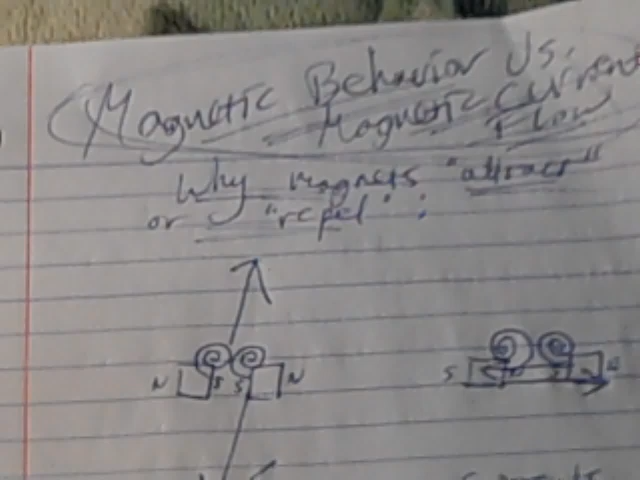 Magnetic Behavior Vs.
Magnetic Current
Flow
Why magnets "attract"
or "repel" :
N S S N
S N